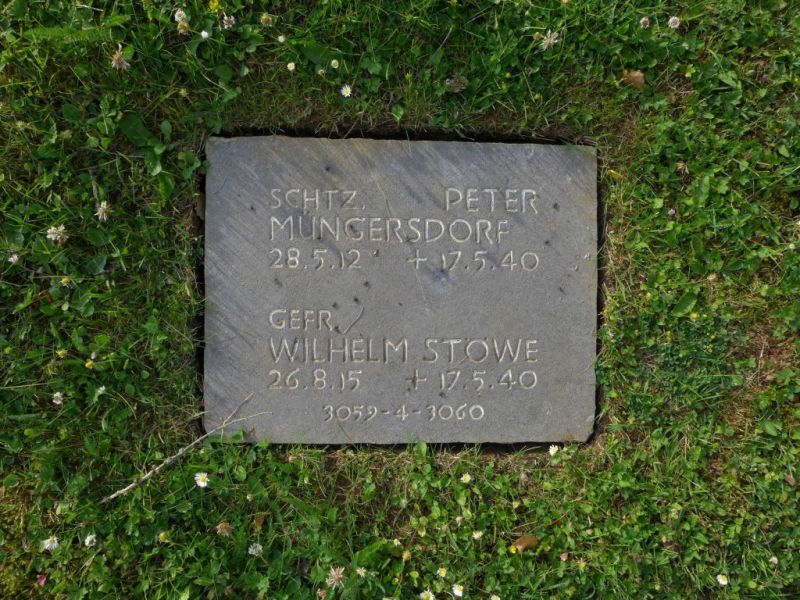 SCHTZ. PETER
MUNGERSDORF
28.5.12 + 17.5.40
GEFR.
WILHELM STÖWE
26.8.15 + 17.5.40
3059-4-3060